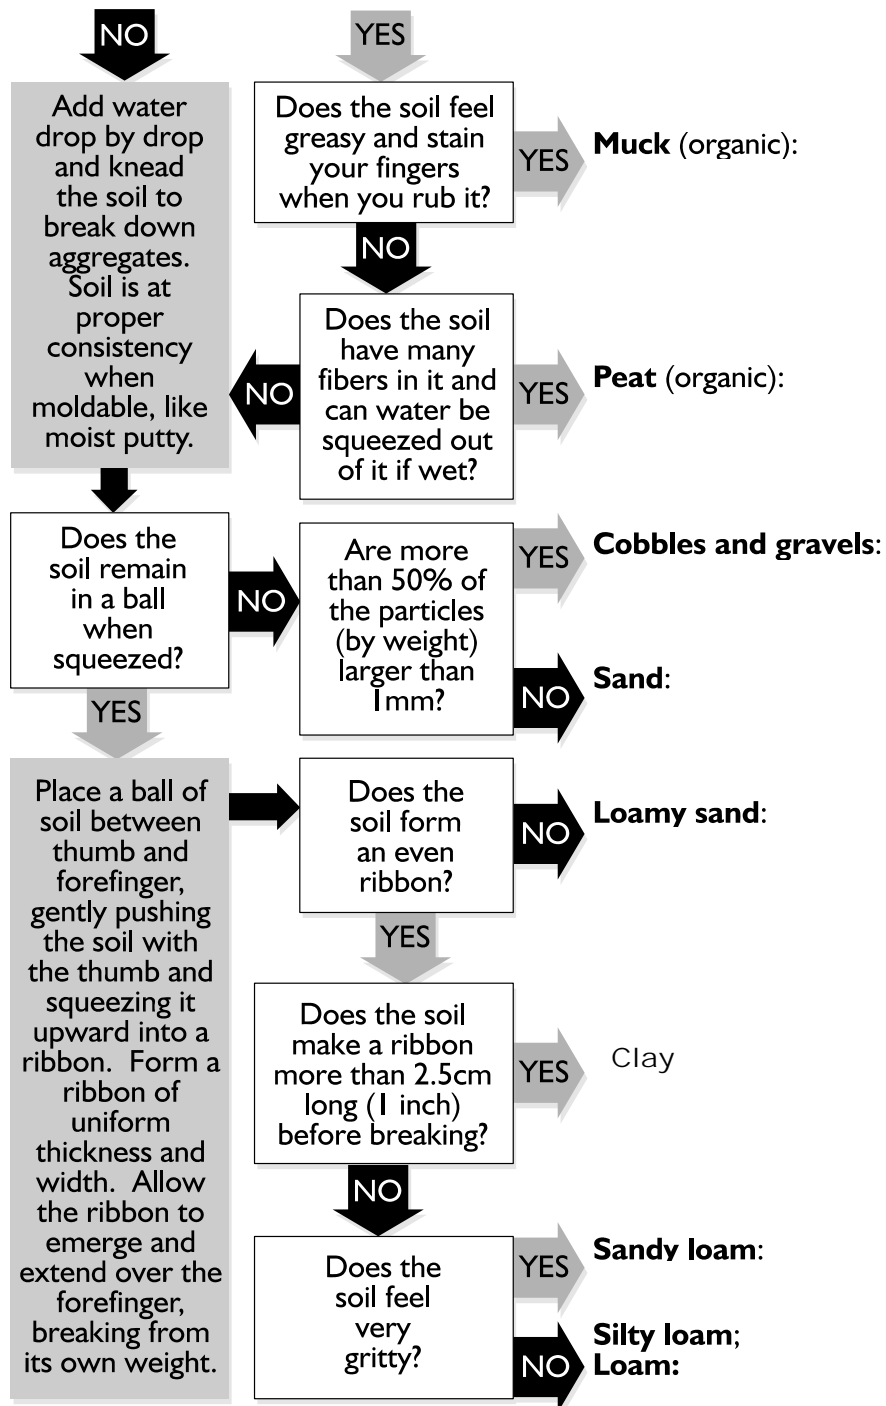 NO
YES
Add water
drop by drop
and knead
the soil to
break down
aggregates.
Soil is at
proper
consistency
when
moldable, like
moist putty.
Does the soil feel
greasy and stain
your fingers
when you rub it?
YES
Muck (organic):
NO
Does the soil
have many
fibers in it and
can water be
squeezed out
of it if wet?
NO
YES
Peat (organic):
Does the
soil remain
in a ball
when
squeezed?
NO
Are more
than 50% of
the particles
(by weight)
larger than
1mm?
YES
Cobbles and gravels:
NO
Sand:
YES
Place a ball of
soil between
thumb and
forefinger,
gently pushing
the soil with
the thumb and
squeezing it
upward into a
ribbon. Form a
ribbon of
uniform
thickness and
width. Allow
the ribbon to
emerge and
extend over the
forefinger,
breaking from
its own weight.
Does the
soil form
an even
ribbon?
NO
Loamy sand:
YES
Does the soil
make a ribbon
more than 2.5cm
long (1 inch)
before breaking?
YES
Clay
NO
Does the
soil feel
very
gritty?
YES
Sandy loam:
NO
Silty loam;
Loam: